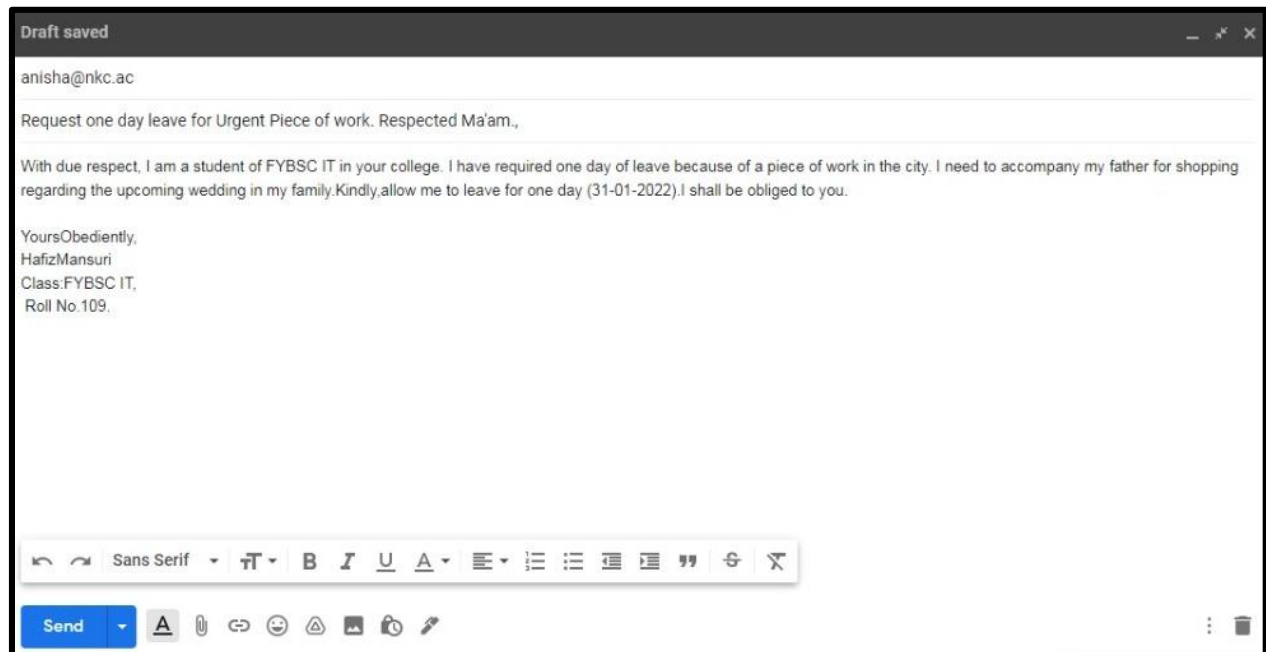 Draft saved
anisha@nkc.ac
Request one day leave for Urgent Piece of work. Respected Ma'am.,
With due respect, I am a student of FYBSC IT in your college. I have required one day of leave because of a piece of work in the city. I need to accompany my father for shopping
regarding the upcoming wedding in my family.Kindly,allow me to leave for one day (31-01-2022).I shall be obliged to you.
YoursObediently,
HafizMansuri
Class:FYBSC IT,
Roll No.109.
Sans Serif
Send